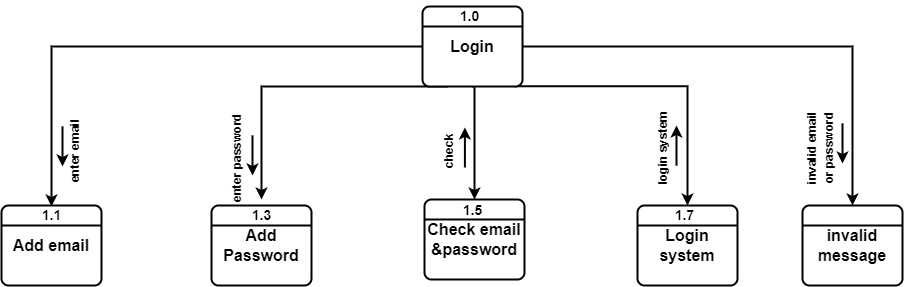 1.0
Login
enter email
enter password
check
login system
invalid email
or password
1.1
Add email
1.3
Add
Password
1.5
Check email
&password
1.7
Login
system
invalid
message